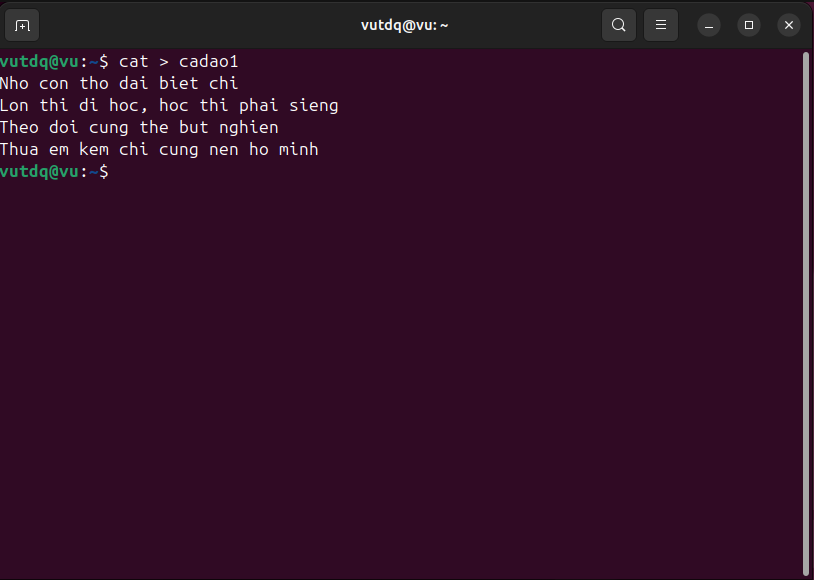 vutdq@vu: ~
vutdq@vu:~$ cat > cadao1
Nho con tho dai biet chi
Lon thi di hoc, hoc thi phai sieng
Theo doi cung the but nghien
Thua em kem chi cung nen ho minh
vutdq@vu:~$